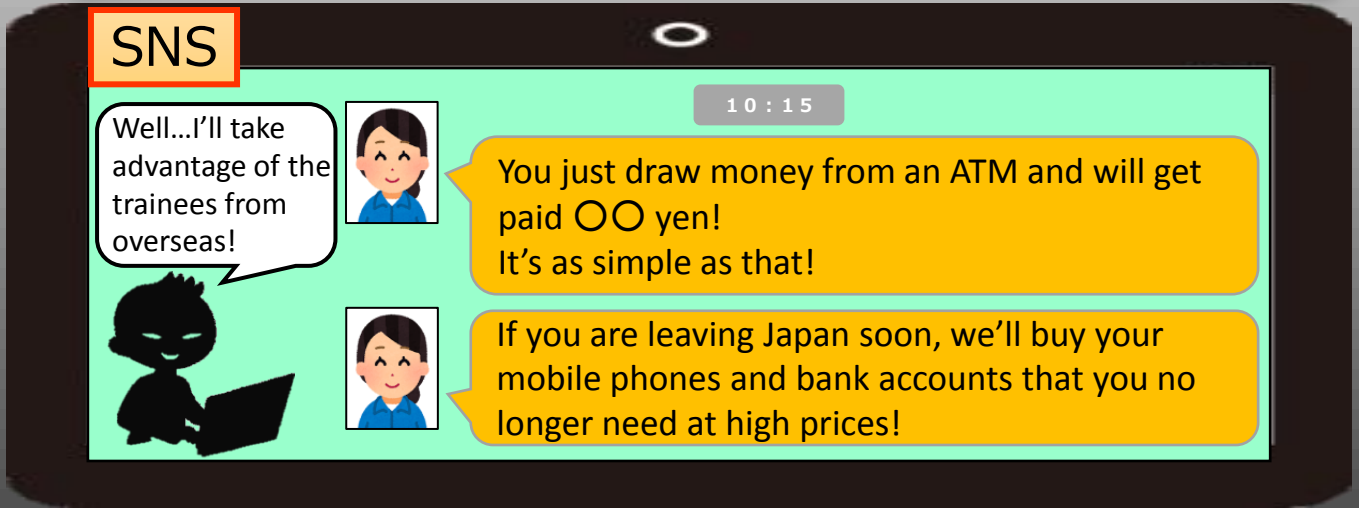 SNS
10:15
Well...I'll take
advantage of the
trainees from
overseas!
You just draw money from an ATM and will get
paid 〇〇 yen!
It's as simple as that!
If you are leaving Japan soon, we'll buy your
mobile phones and bank accounts that you no
longer need at high prices!